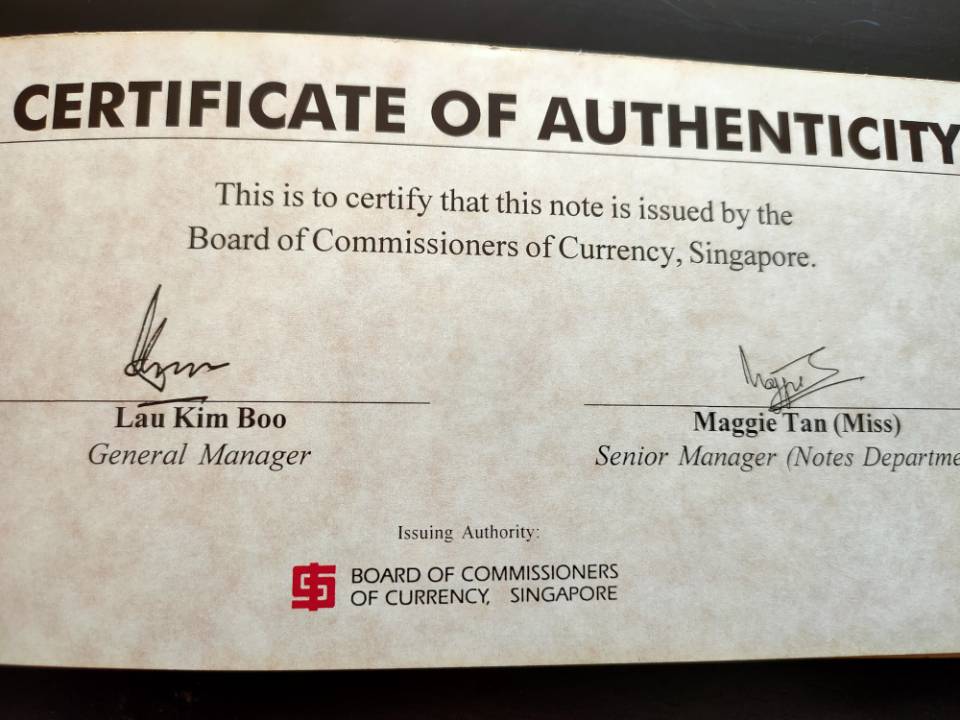 CERTIFICATE OF AUTHENTICITY
This is to certify that this note is issued by the
Board of Commissioners of Currency, Singapore.
Lau Kim Boo
Maggie Tan (Miss)
General Manager
Senior Manager (Notes Departme
Issuing Authority:
BOARD OF COMMISSIONERS
OF CURRENCY, SINGAPORE